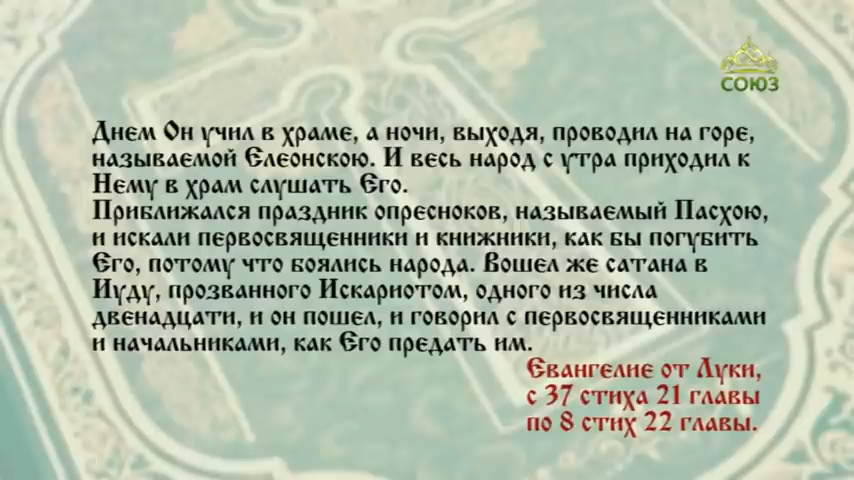 СОЮЗ
Днем Он учил в храме, а ночи, выходя, проводил на горе,
называемой Елеонскою. И весь народ с утра приходил к
Нему в храм слушать Его.
Приближался праздник опресноков, называемый Пасхою,
и искали первосвященники и книжники, как бы погубить
Его, потому что боялись народа. Вошел же сатана в
Иуду, прозванного Искариотом, одного из числа
двенадцати, и он пошел, и говорил с первосвященниками
и начальниками, как Его предать им.
Евангелие от Луки,
с 37 стиха 21 главы
по 8 стих 22 главы.